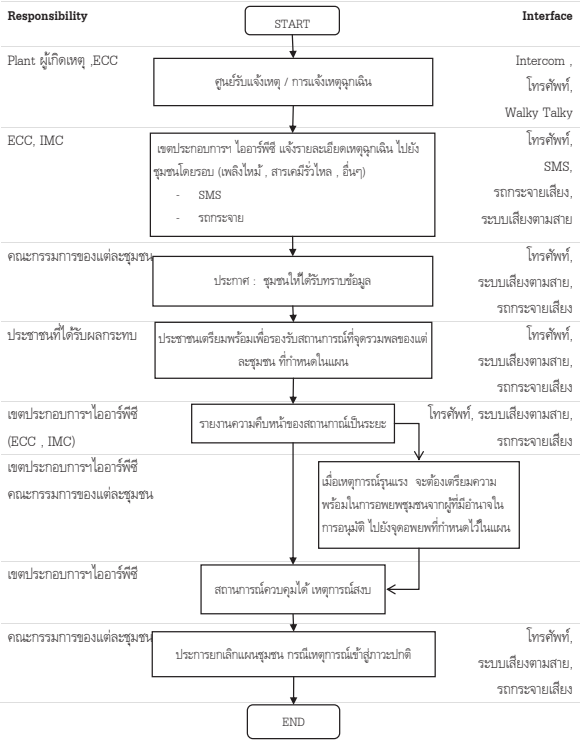 Responsibility
START
Interface
Plant ผู้เกิดเหตุ ,ECC
ศูนย์รับแจ้งเหตุ / การแจ้งเหตุฉุกเฉิน
Intercom ,
โทรศัพท์,
Walky Talky
ECC, IMC
เขตประกอบการฯ ไออาร์พีซี แจ้งรายละเอียดเหตุฉุกเฉิน ไปยัง
ชุมชนโดยรอบ (เพลิงไหม้ , สารเคมีรั่วไหล , อื่นๆ)
- SMS
- รถกระจาย
โทรศัพท์,
SMS,
รถกระจายเสียง,
ระบบเสียงตามสาย
คณะกรรมการของแต่ละชุมชน
ประกาศ : ชุมชนให้ได้รับทราบข้อมูล
โทรศัพท์,
ระบบเสียงตามสาย,
รถกระจายเสียง
ประชาชนที่ได้รับผลกระทบ
ประชาชนเตรียมพร้อมเพื่อรองรับสถานการณ์ที่จุดรวมพลของแต่
ละชุมชน ที่กำหนดในแผน
โทรศัพท์,
ระบบเสียงตามสาย,
รถกระจายเสียง
เขตประกอบการฯไออาร์พีซี
(ECC , IMC)
รายงานความคืบหน้าของสถานกาณ์เป็นระยะ
โทรศัพท์, ระบบเสียงตามสาย,
รถกระจายเสียง
เขตประกอบการฯไออาร์พีซี
คณะกรรมการของแต่ละชุมชน
เมื่อเหตุการณ์รุนแรง จะต้องเตรียมความ
พร้อมในการอพยพชุมชนจากผู้ที่มีอำนาจใน
การอนุมัติ ไปยังจุดอพยพที่กำหนดไว้ในแผน
เขตประกอบการฯไออาร์พีซี
สถานการณ์ควบคุมได้ เหตุการณ์สงบ
คณะกรรมการของแต่ละชุมชน
ประการยกเลิกแผนชุมชน กรณีเหตุการณ์เข้าสู่ภาวะปกติ
โทรศัพท์,
ระบบเสียงตามสาย,
รถกระจายเสียง
END